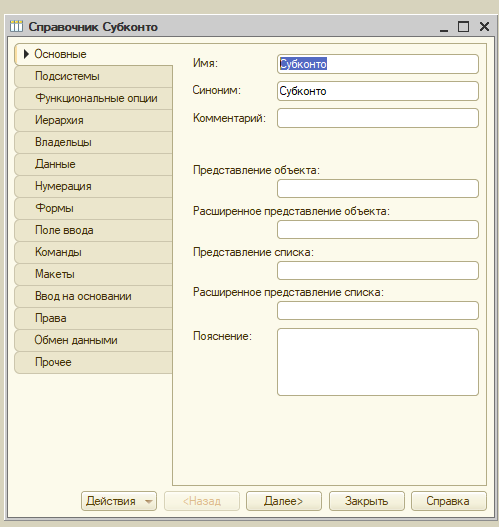 Справочник Субконто
Основные
Подсистемы
Функциональные опции
Иерархия
Владельцы
Данные
Нумерация
Формы
Поле ввода
Команды
Макеты
Ввод на основании
Права
Обмен данными
Прочее
Имя: Субконто
Синоним: Субконто
Комментарий:
Представление объекта:
Расширенное представление объекта:
Представление списка:
Расширенное представление списка:
Пояснение:
Действия <Назад Далее> Закрыть Справка